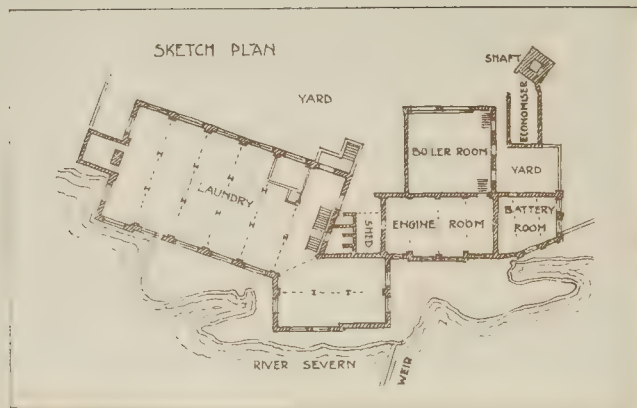 SKETCH PLAN
SHAFT
YARD
ECONOMISER
BOILER ROOM
YARD
LAUNDRY
SHED
ENGINE ROOM
BATTERY
ROOM
RIVER SEVERN
WEIR